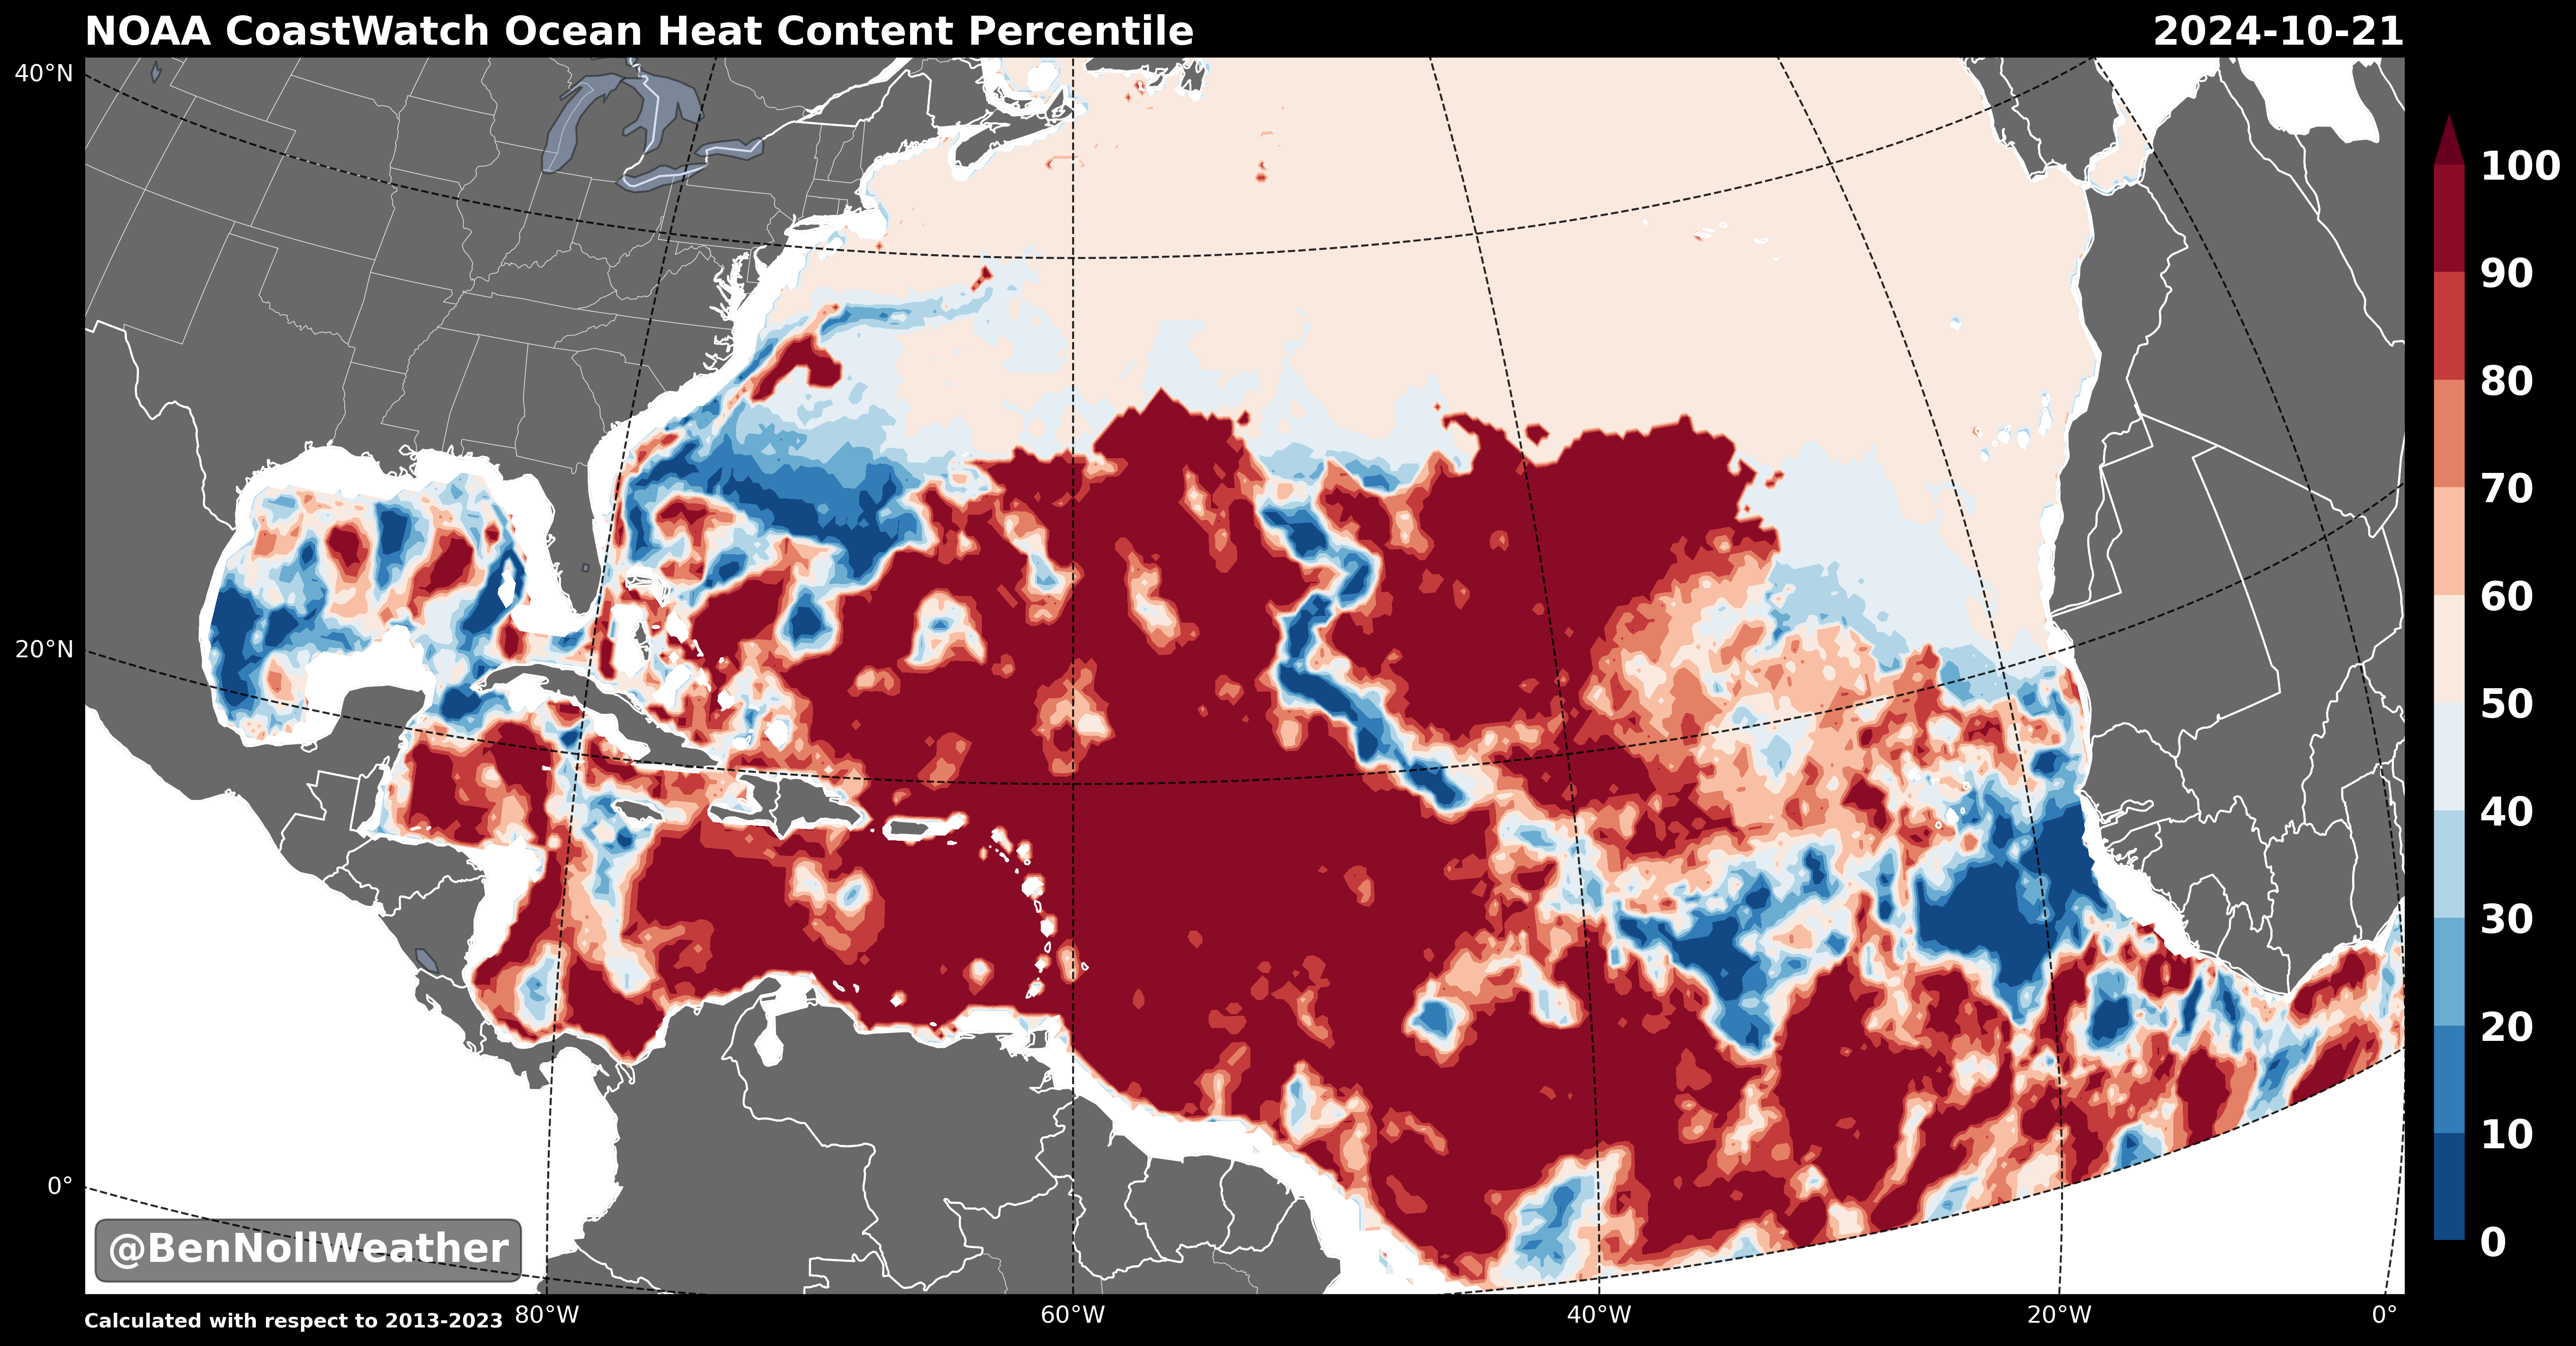 NOAA CoastWatch Ocean Heat Content Percentile
2024-10-21
40°N
20°N
0°
100
90
80
70
60
50
40
30
20
10
0
@BenNollWeather
Calculated with respect to 2013-2023
80°W
60°W
40°W
20°W
0°